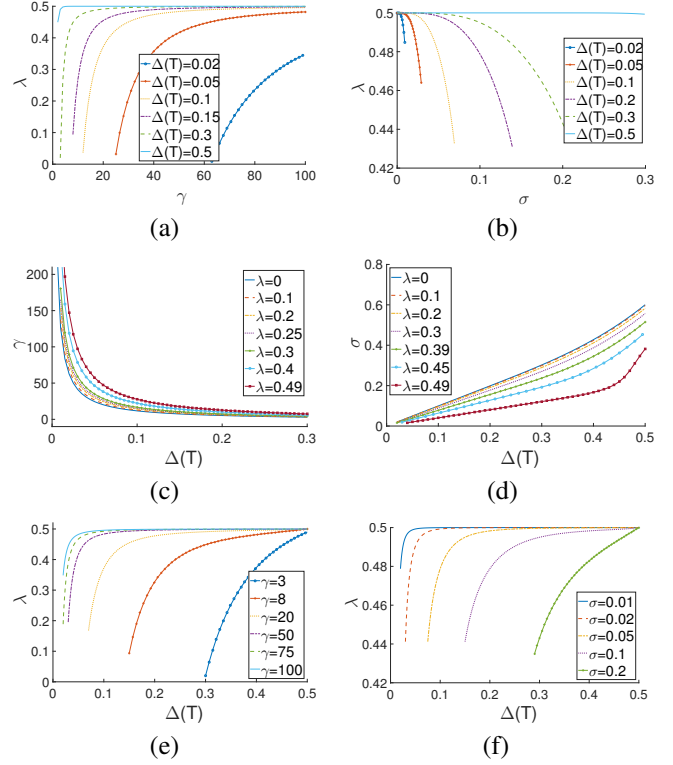 0.5
0.4
0.3
0.2
0.1
0
λ
0 20 40 60 80 100
γ
Δ(T)=0.02
Δ(T)=0.05
Δ(T)=0.1
Δ(T)=0.15
Δ(T)=0.3
Δ(T)=0.5
(a)
0.5
0.48
0.46
0.44
0.42
λ
0 0.1 0.2 0.3
σ
Δ(T)=0.02
Δ(T)=0.05
Δ(T)=0.1
Δ(T)=0.2
Δ(T)=0.3
Δ(T)=0.5
(b)
200
150
100
50
0
γ
0.1 0.2 0.3
Δ(T)
λ=0
λ=0.1
λ=0.2
λ=0.25
λ=0.3
λ=0.4
λ=0.49
(c)
0.8
0.6
0.4
0.2
0
σ
0 0.1 0.2 0.3 0.4 0.5
Δ(T)
λ=0
λ=0.1
λ=0.2
λ=0.3
λ=0.39
λ=0.45
λ=0.49
(d)
0.5
0.4
0.3
0.2
0.1
0
λ
0 0.1 0.2 0.3 0.4 0.5
Δ(T)
γ=3
γ=8
γ=20
γ=50
γ=75
γ=100
(e)
0.5
0.48
0.46
0.44
0.42
λ
0 0.1 0.2 0.3 0.4 0.5
Δ(T)
σ=0.01
σ=0.02
σ=0.05
σ=0.1
σ=0.2
(f)